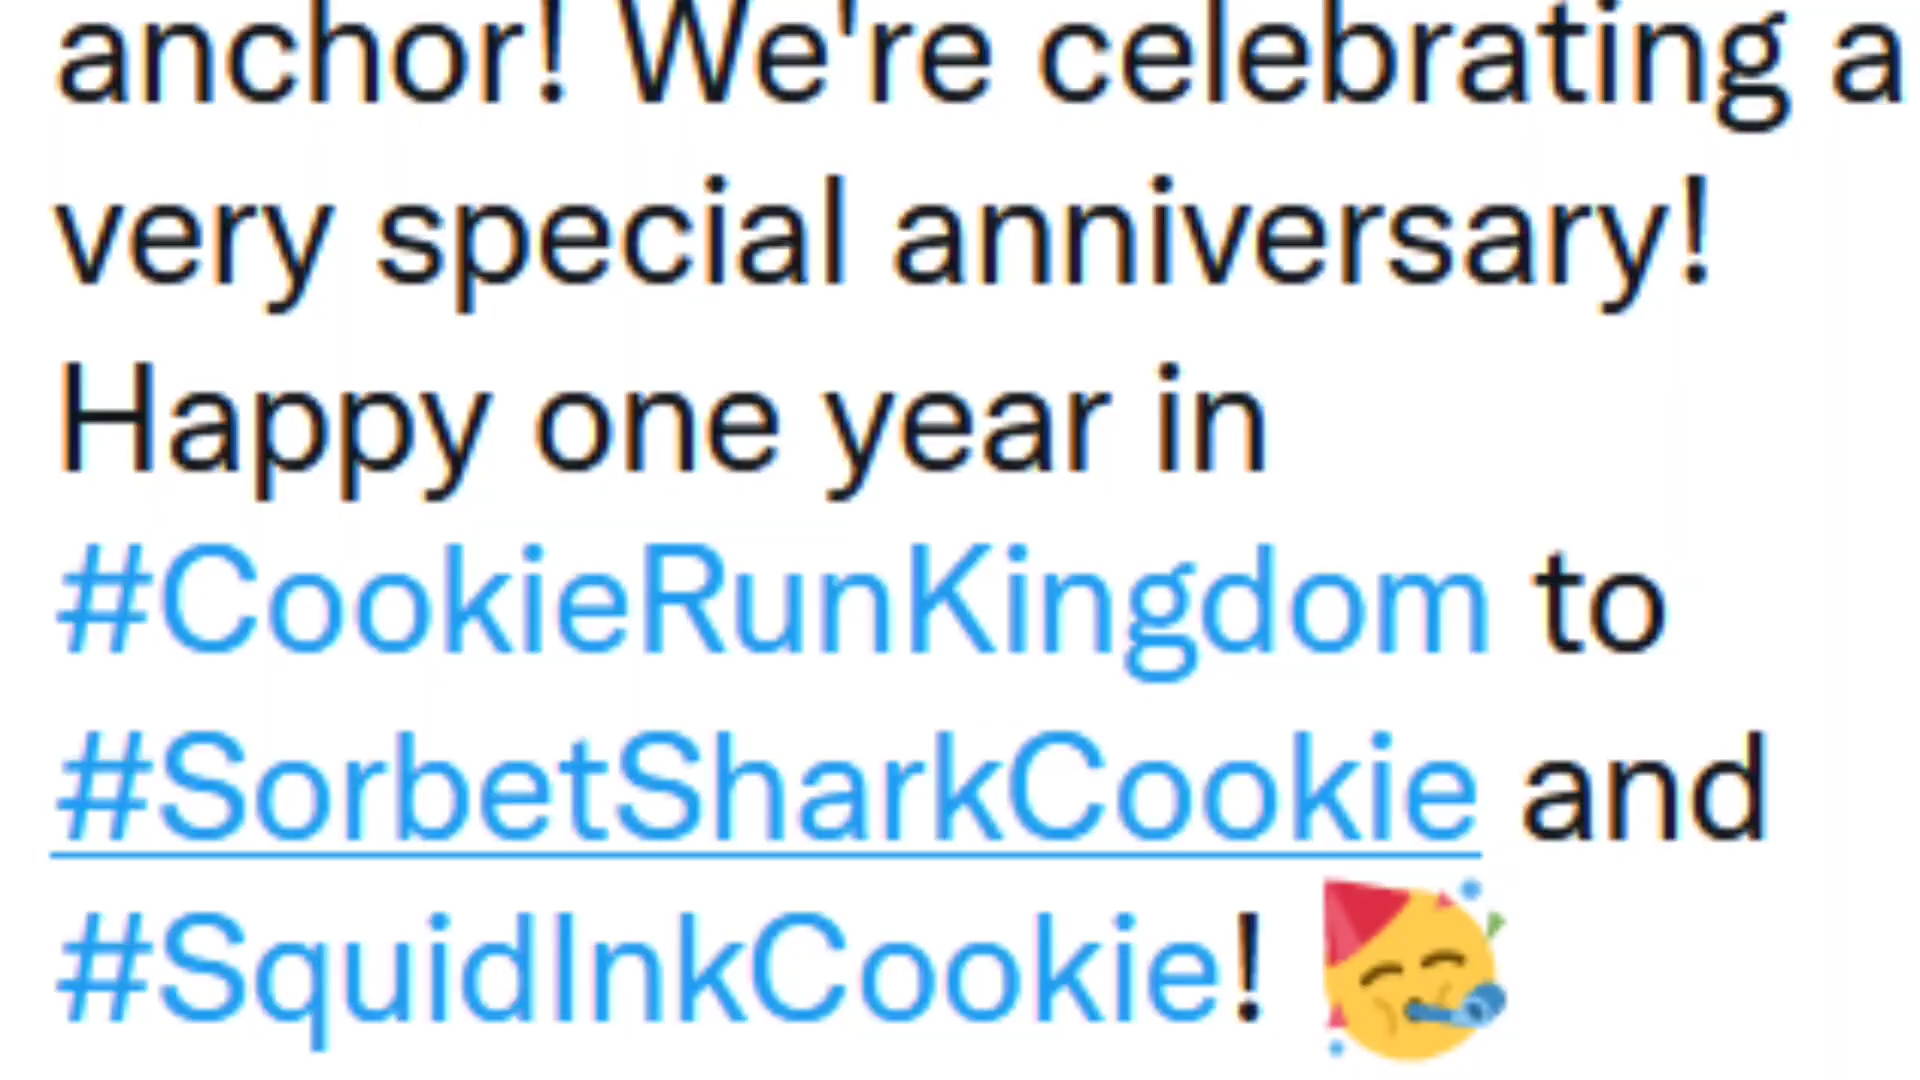 anchor! We're celebrating a
very special anniversary!
Happy one year in
#CookieRunKingdom to
#SorbetSharkCookie and
#SquidInkCookie! 🥳